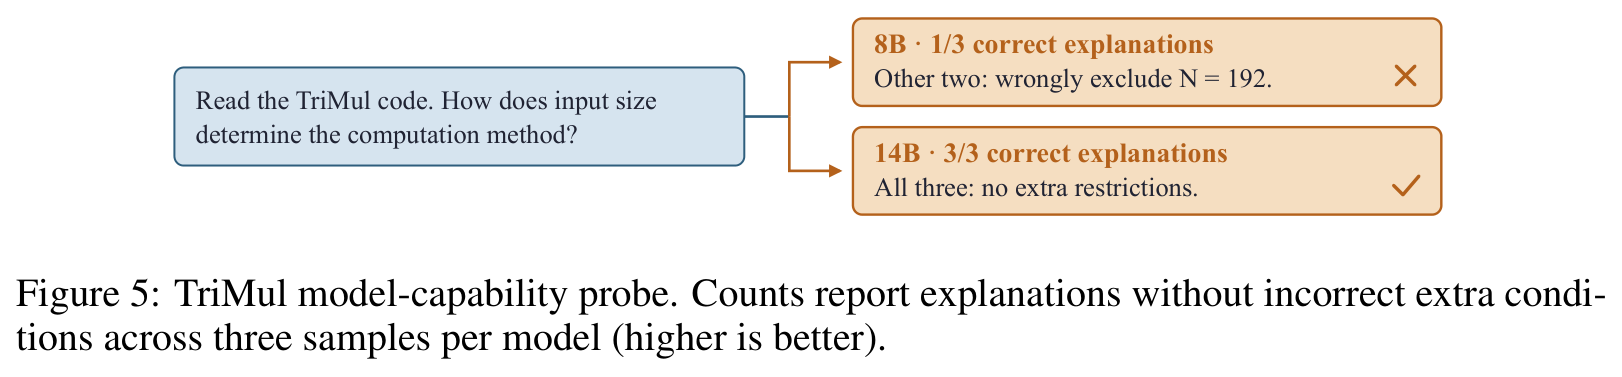 Read the TriMul code. How does input size
determine the computation method?
8B · 1/3 correct explanations
Other two: wrongly exclude N = 192.
14B · 3/3 correct explanations
All three: no extra restrictions.
Figure 5: TriMul model-capability probe. Counts report explanations without incorrect extra condi-
tions across three samples per model (higher is better).